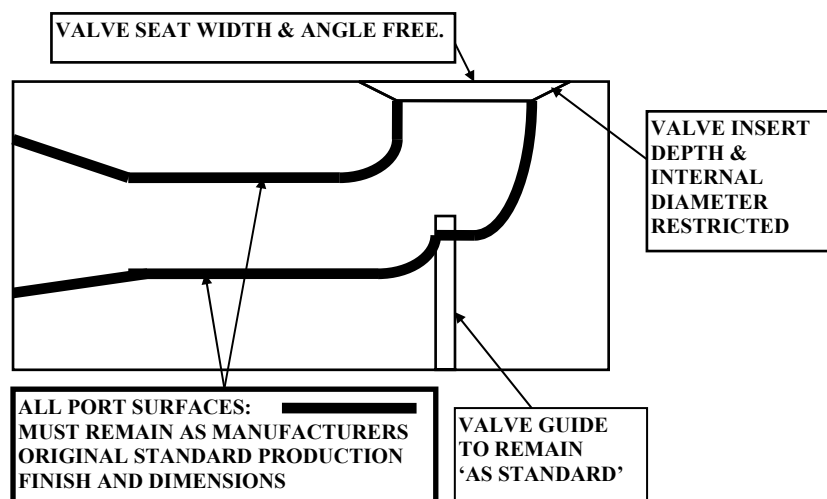 VALVE SEAT WIDTH & ANGLE FREE.
VALVE INSERT
DEPTH &
INTERNAL
DIAMETER
RESTRICTED
ALL PORT SURFACES:
MUST REMAIN AS MANUFACTURERS
ORIGINAL STANDARD PRODUCTION
FINISH AND DIMENSIONS
VALVE GUIDE
TO REMAIN
‘AS STANDARD’